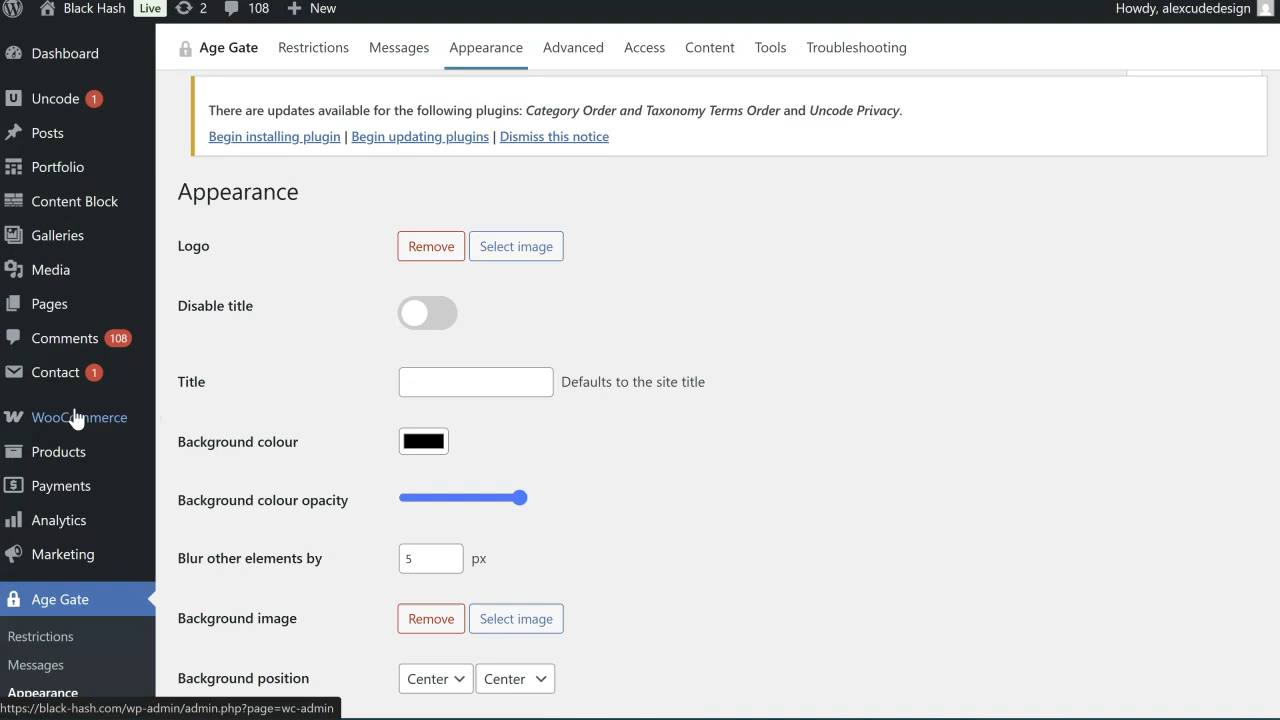 Black Hash Live 2 108 New Howdy, alexcudedesign
Age Gate Restrictions Messages Appearance Advanced Access Content Tools Troubleshooting
Dashboard
Uncode 1
Posts
Portfolio
Content Block
Galleries
Media
Pages
Comments 108
Contact 1
WooCommerce
Products
Payments
Analytics
Marketing
Age Gate
Restrictions
Messages
Appearance
There are updates available for the following plugins: Category Order and Taxonomy Terms Order and Uncode Privacy.
Begin installing plugin | Begin updating plugins | Dismiss this notice
Appearance
Logo Remove Select image
Disable title
Title Defaults to the site title
Background colour
Background colour opacity
Blur other elements by 5 px
Background image Remove Select image
Background position Center Center
https://black-hash.com/wp-admin/admin.php?page=wc-admin